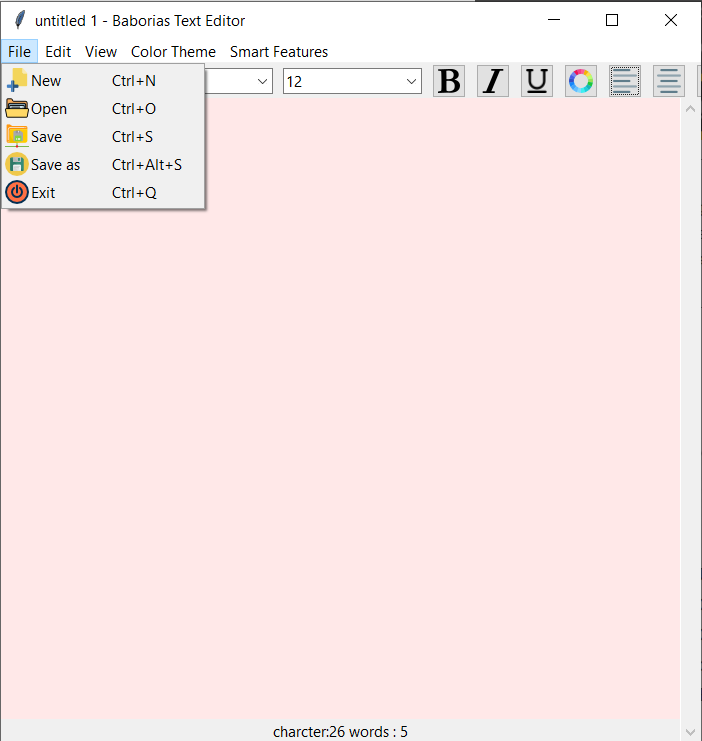 untitled 1 - Baborias Text Editor
File Edit View Color Theme Smart Features
12 B I U
New Ctrl+N
Open Ctrl+O
Save Ctrl+S
Save as Ctrl+Alt+S
Exit Ctrl+Q
charcter:26 words : 5